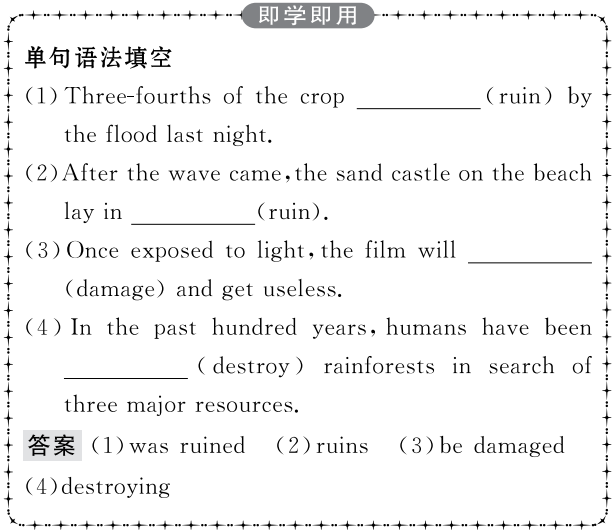 即学即用
单句语法填空
(1) Three-fourths of the crop __________(ruin) by
the flood last night.
(2)After the wave came,the sand castle on the beach
lay in __________(ruin).
(3)Once exposed to light,the film will __________
(damage) and get useless.
(4)In the past hundred years,humans have been
__________(destroy) rainforests in search of
three major resources.
答案 (1)was ruined (2)ruins (3)be damaged
(4)destroying